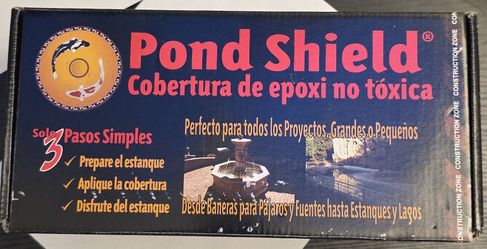 Pond Shield®
Cobertura de epoxi no tóxica
Solo 3 Pasos Simples
✓ Prepare el estanque
✓ Aplique la cobertura
✓ Disfrute del estanque
Perfecto para todos los Proyectos, Grandes o Pequeños
Desde Bañeras para Pájaros y Fuentes hasta Estanques y Lagos
CONSTRUCTION ZONE CONSTRUCTION ZONE CONSTRUCTION ZONE